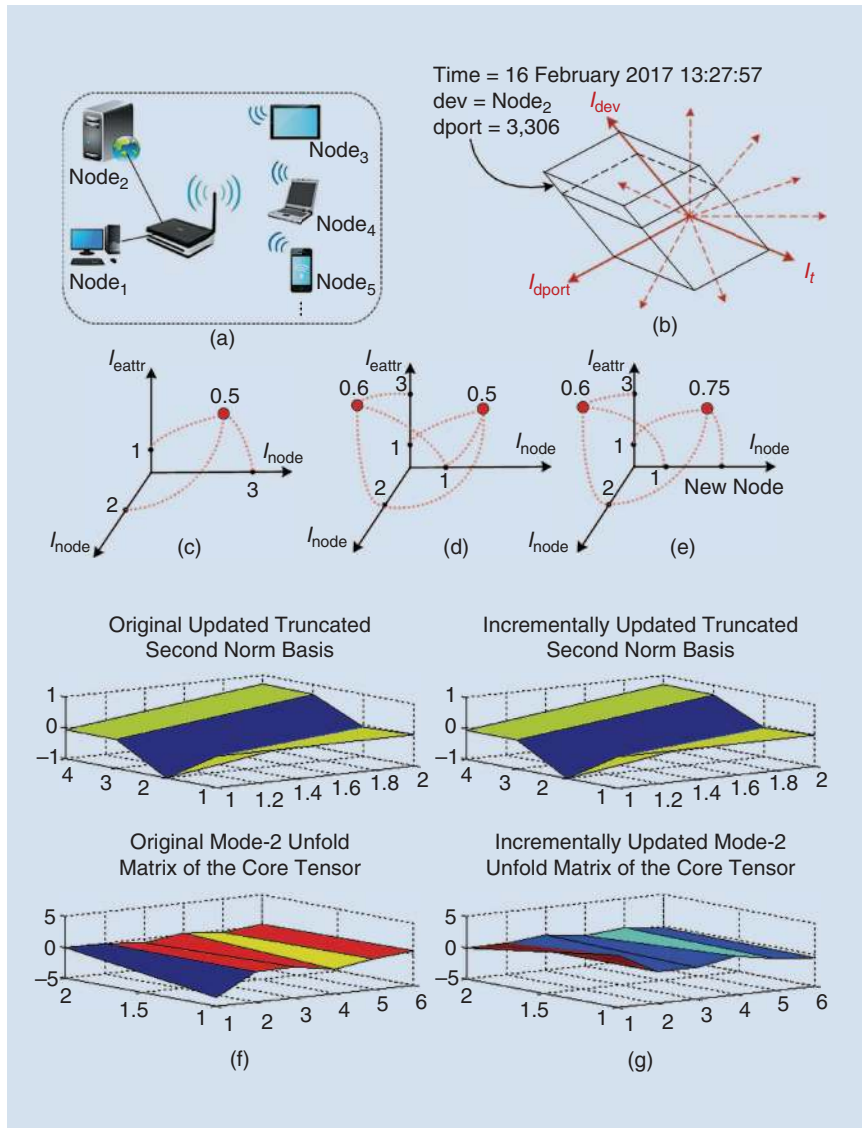 Time = 16 February 2017 13:27:57
dev = Node2
dport = 3,306
Idev
Idport
It
(b)
Node2
Node1
Node3
Node4
Node5
(a)
Ieattr
0.5
1
Inode
3
2
Inode
(c)
Ieattr
0.6
3
0.5
1
Inode
1
2
Inode
(d)
Ieattr
0.6
3
0.75
1
Inode
1
New Node
2
Inode
(e)
Original Updated Truncated
Second Norm Basis
1
0
–1
4
3
2
1
1
1.2
1.4
1.6
1.8
2
Incrementally Updated Truncated
Second Norm Basis
1
0
–1
4
3
2
1
1
1.2
1.4
1.6
1.8
2
Original Mode-2 Unfold
Matrix of the Core Tensor
5
0
–5
2
1.5
1
1
2
3
4
5
6
(f)
Incrementally Updated Mode-2
Unfold Matrix of the Core Tensor
5
0
–5
2
1.5
1
1
2
3
4
5
6
(g)